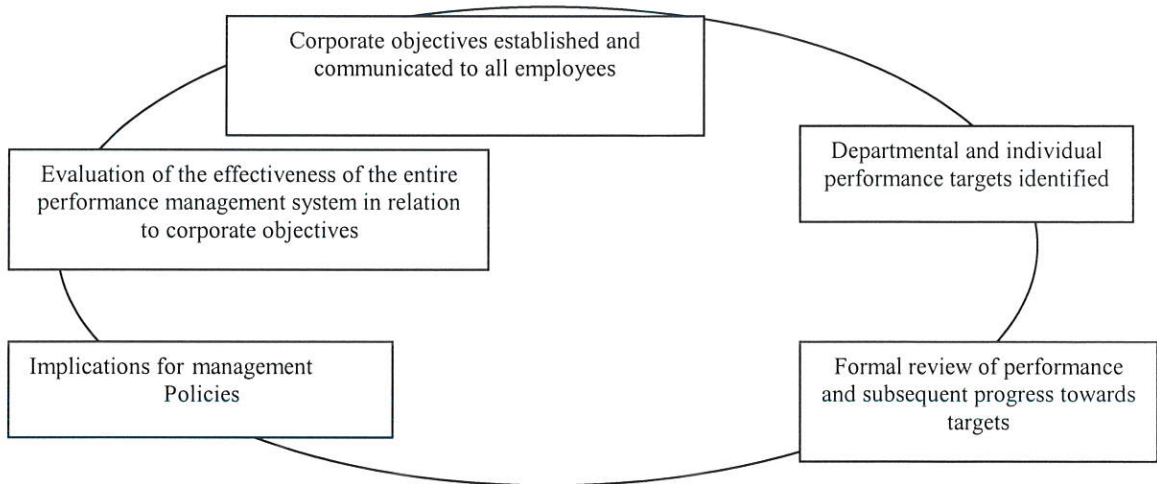 Corporate objectives established and
communicated to all employees
Departmental and individual
performance targets identified
Formal review of performance
and subsequent progress towards
targets
Implications for management
Policies
Evaluation of the effectiveness of the entire
performance management system in relation
to corporate objectives